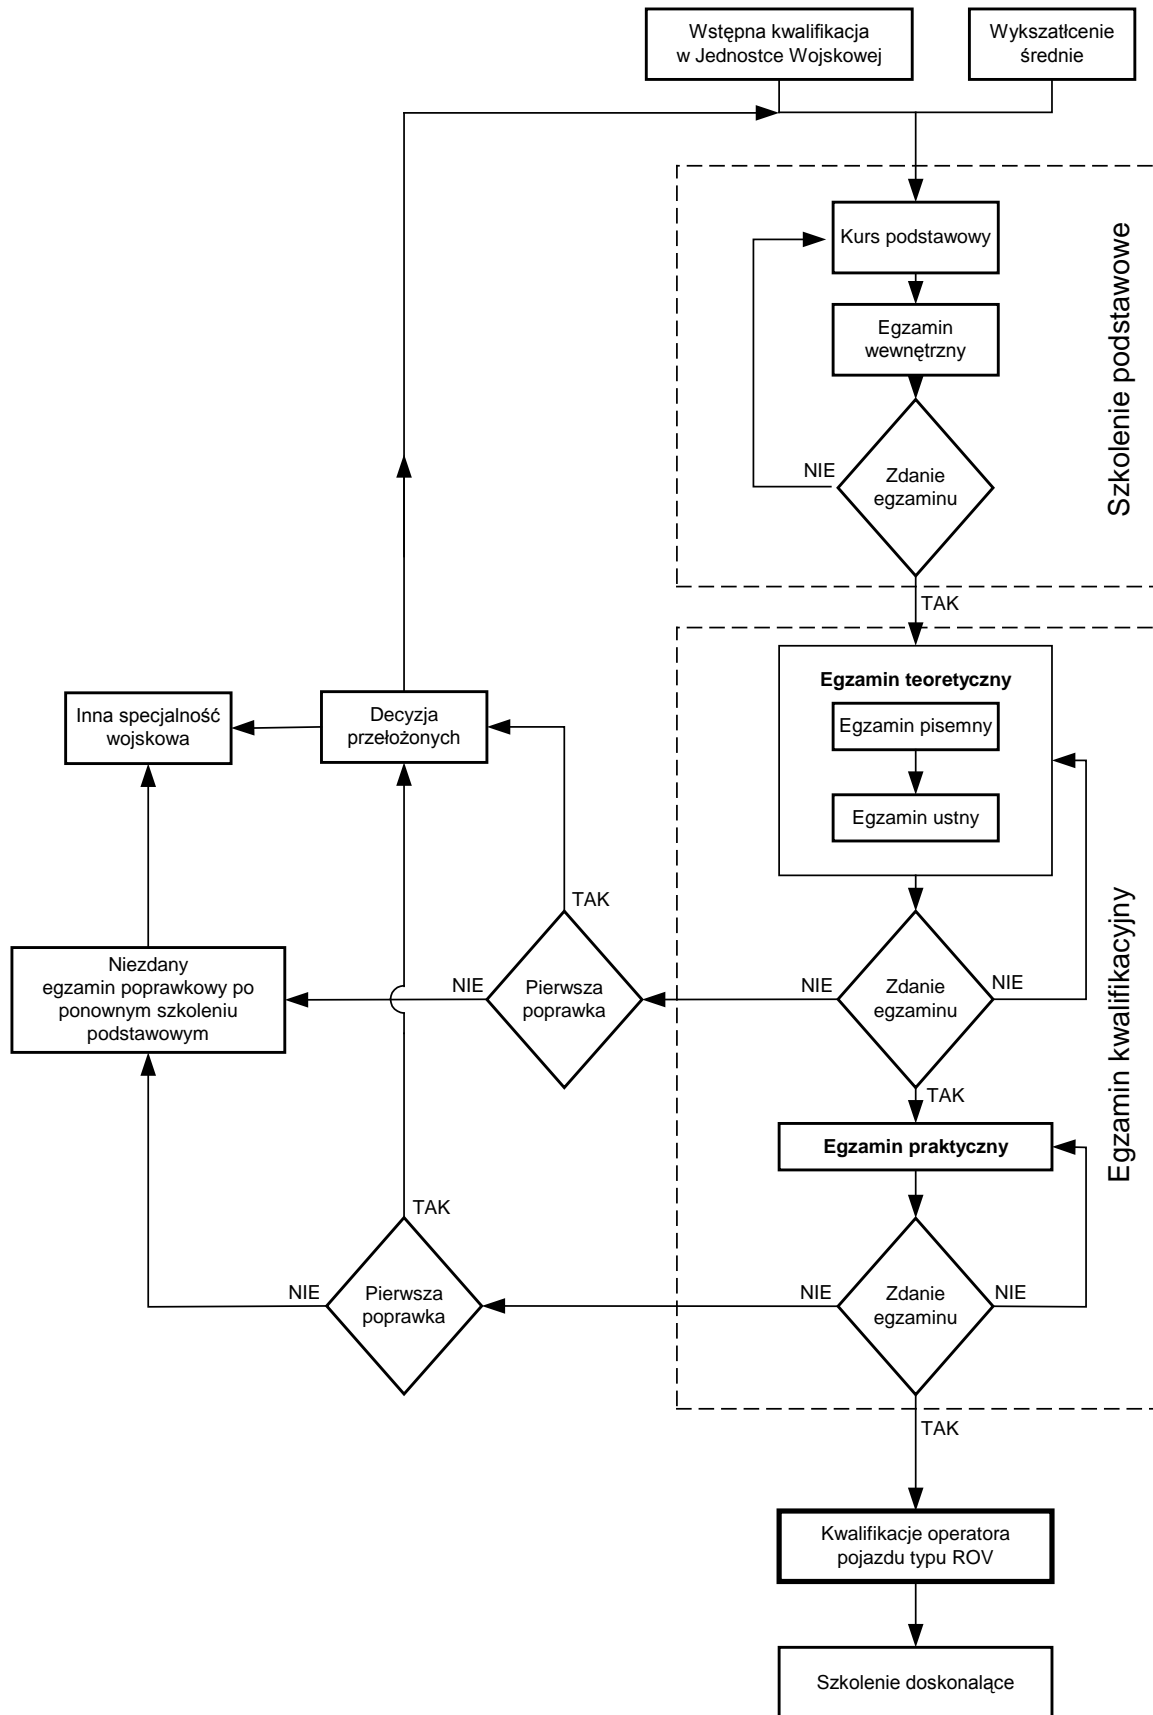 Wstępna kwalifikacja
w Jednostce Wojskowej
Wykszatłcenie
średnie
Szkolenie podstawowe
Kurs podstawowy
Egzamin
wewnętrzny
NIE
Zdanie
egzaminu
TAK
Egzamin kwalifikacyjny
Egzamin teoretyczny
Egzamin pisemny
Egzamin ustny
Inna specjalność
wojskowa
Decyzja
przełożonych
TAK
Niezdany
egzamin poprawkowy po
ponownym szkoleniu
podstawowym
NIE
Pierwsza
poprawka
NIE
Zdanie
egzaminu
NIE
TAK
Egzamin praktyczny
TAK
NIE
Pierwsza
poprawka
NIE
Zdanie
egzaminu
NIE
TAK
Kwalifikacje operatora
pojazdu typu ROV
Szkolenie doskonalące